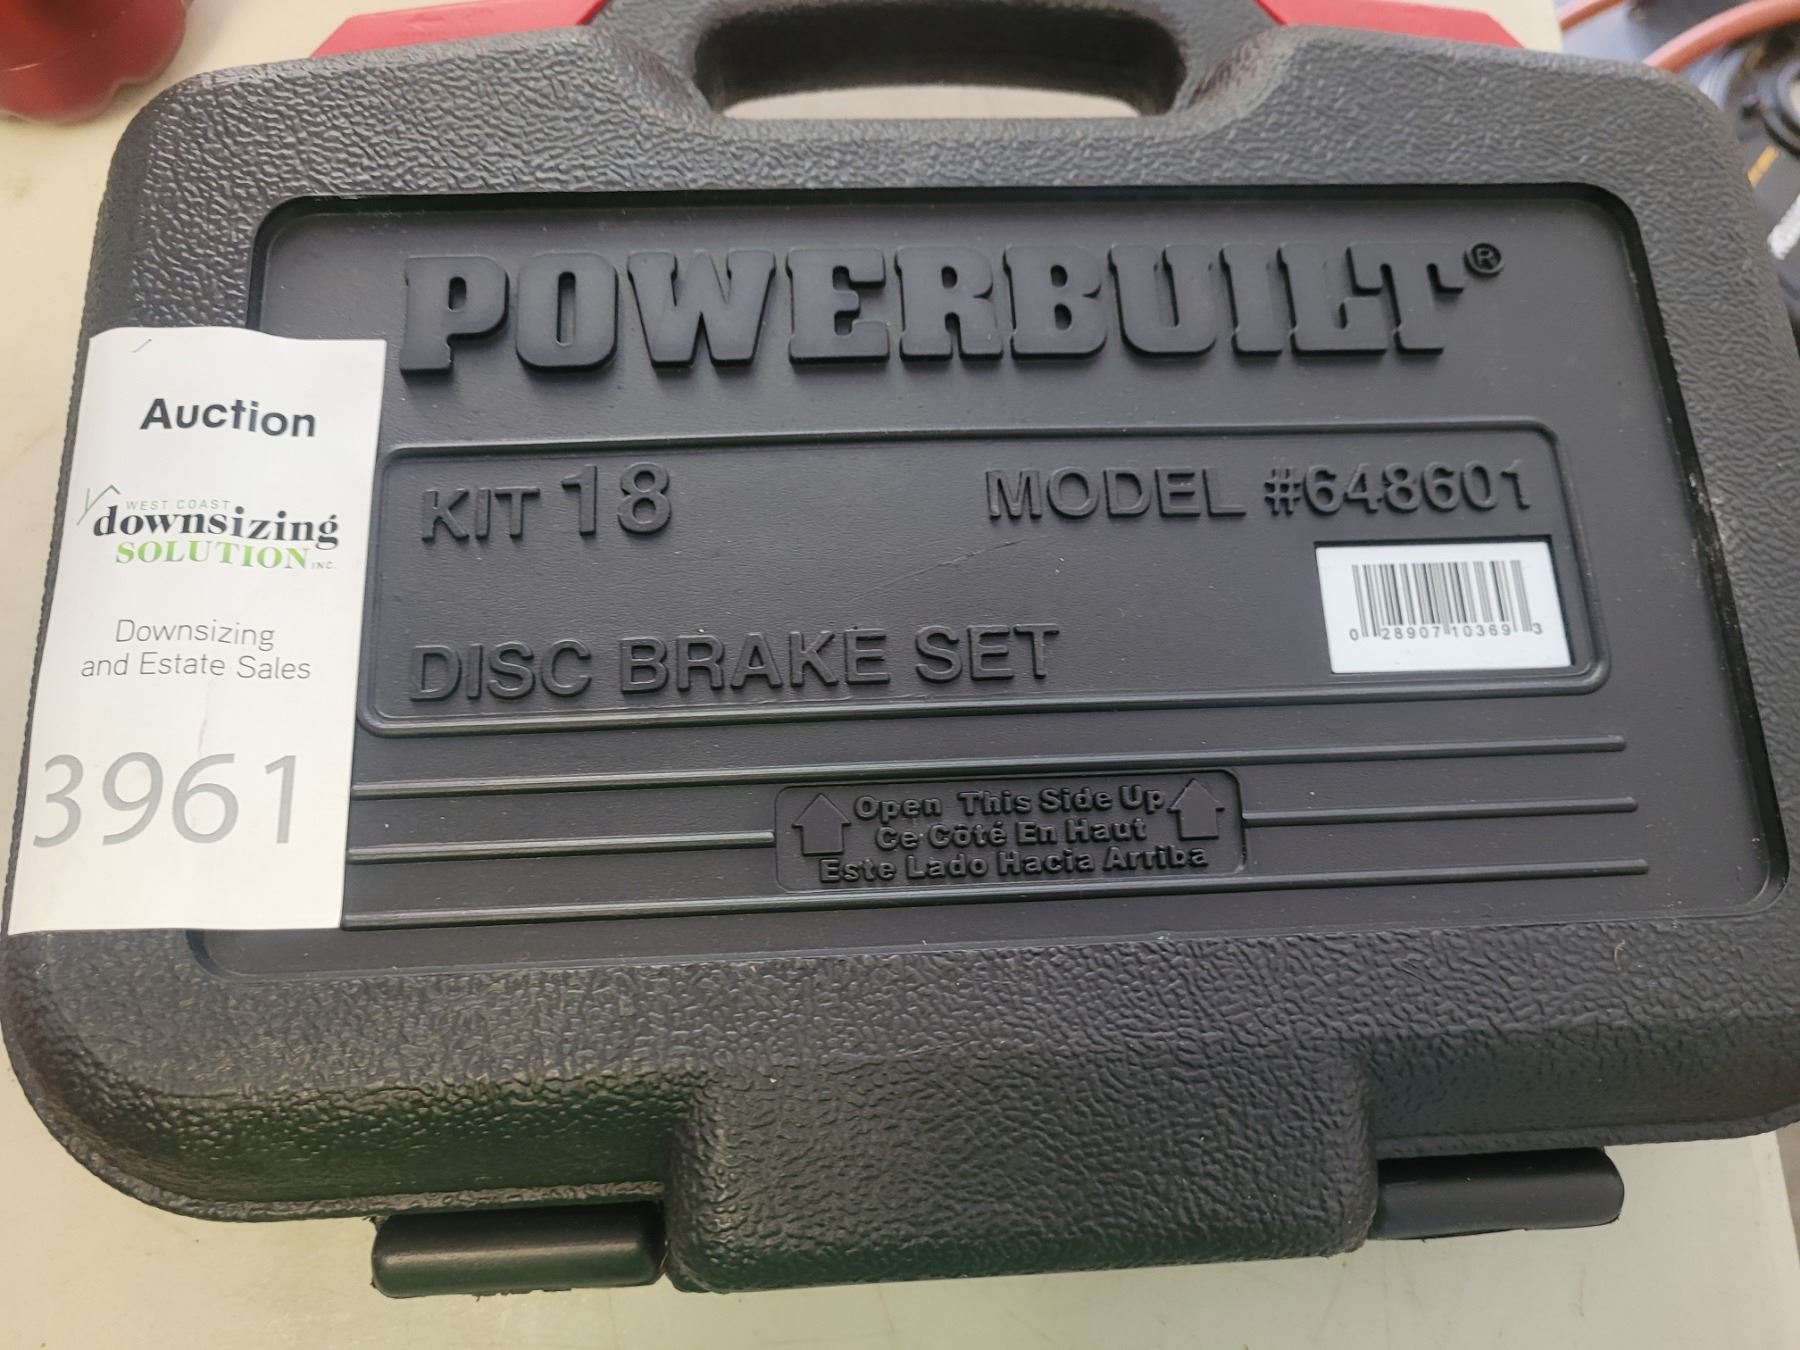 POWERBUILT®
KIT 18
MODEL #648601
DISC BRAKE SET
0 28907 10369 3
Open This Side Up
Ce Côté En Haut
Este Lado Hacia Arriba
Auction
WEST COAST
downsizing
SOLUTION INC.
Downsizing
and Estate Sales
3961